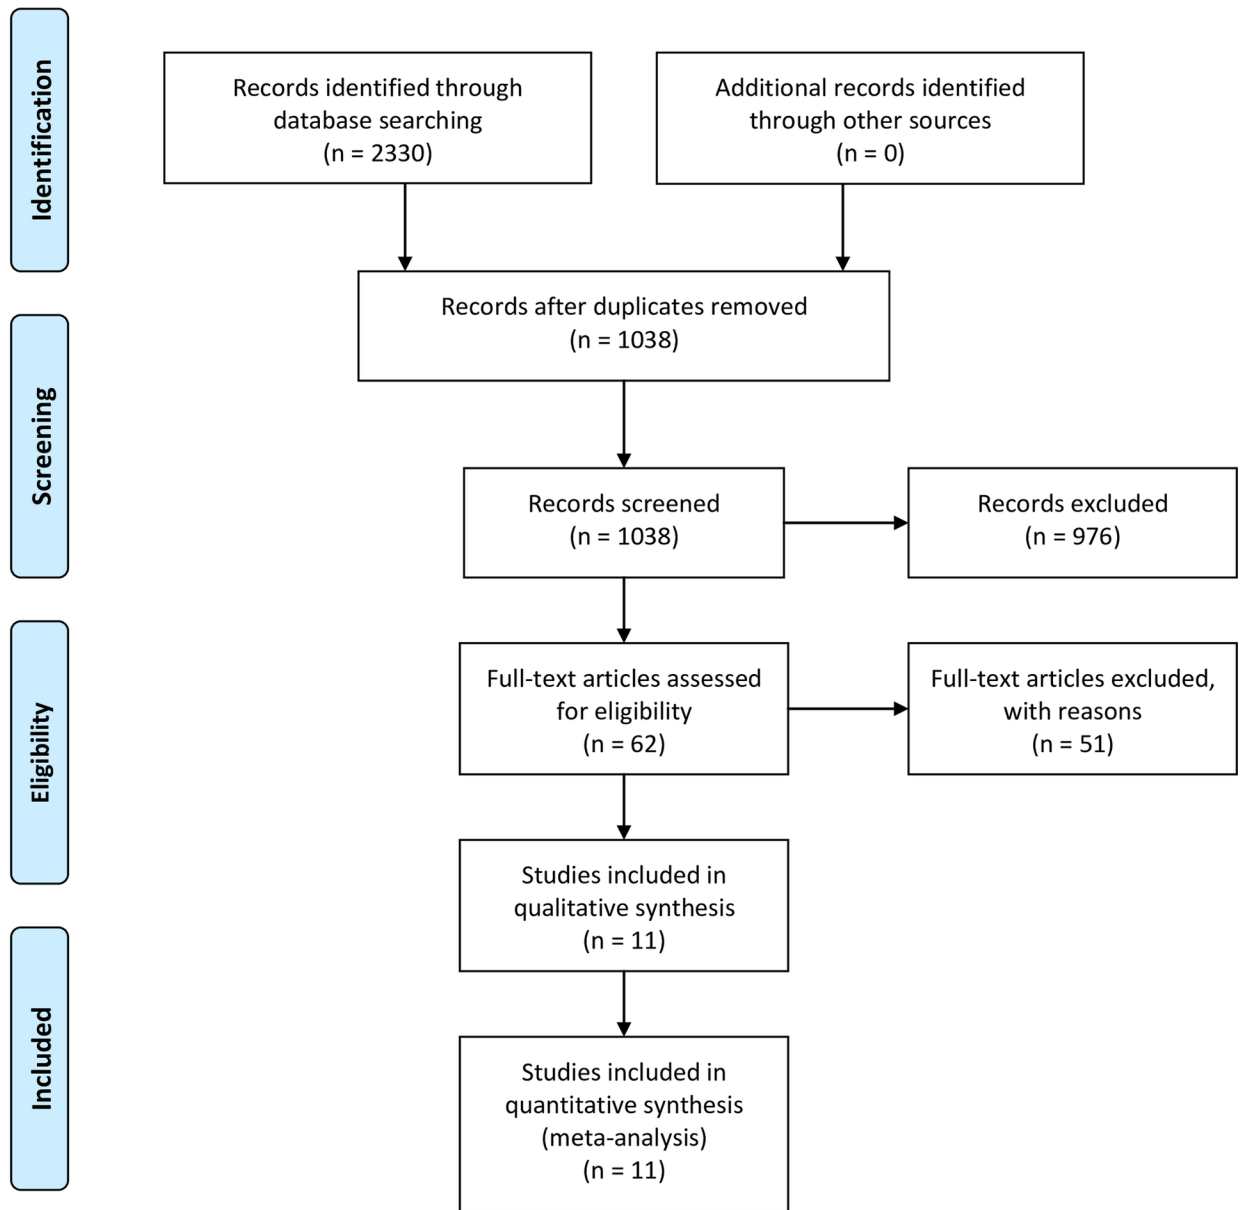 Identification
Records identified through
database searching
(n = 2330)
Additional records identified
through other sources
(n = 0)
Records after duplicates removed
(n = 1038)
Screening
Records screened
(n = 1038)
Records excluded
(n = 976)
Eligibility
Full-text articles assessed
for eligibility
(n = 62)
Full-text articles excluded,
with reasons
(n = 51)
Studies included in
qualitative synthesis
(n = 11)
Included
Studies included in
quantitative synthesis
(meta-analysis)
(n = 11)